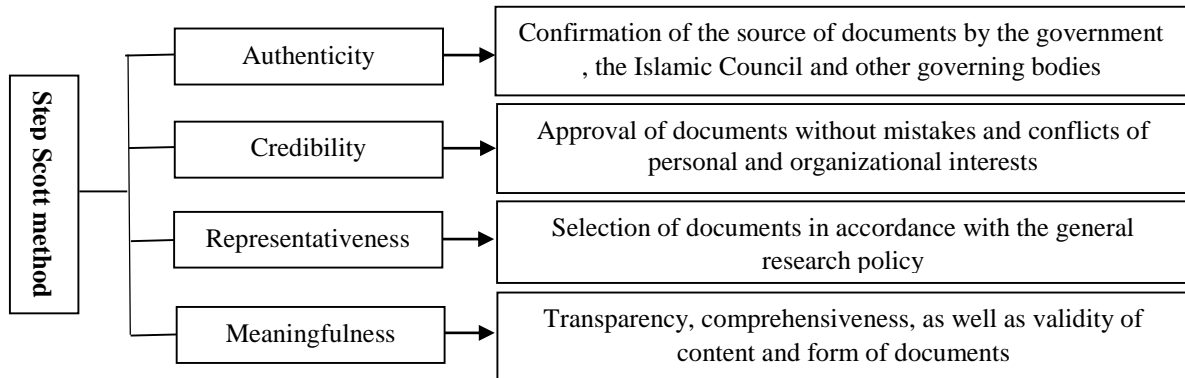 Step Scott method
Authenticity
Confirmation of the source of documents by the government
, the Islamic Council and other governing bodies
Credibility
Approval of documents without mistakes and conflicts of
personal and organizational interests
Representativeness
Selection of documents in accordance with the general
research policy
Meaningfulness
Transparency, comprehensiveness, as well as validity of
content and form of documents